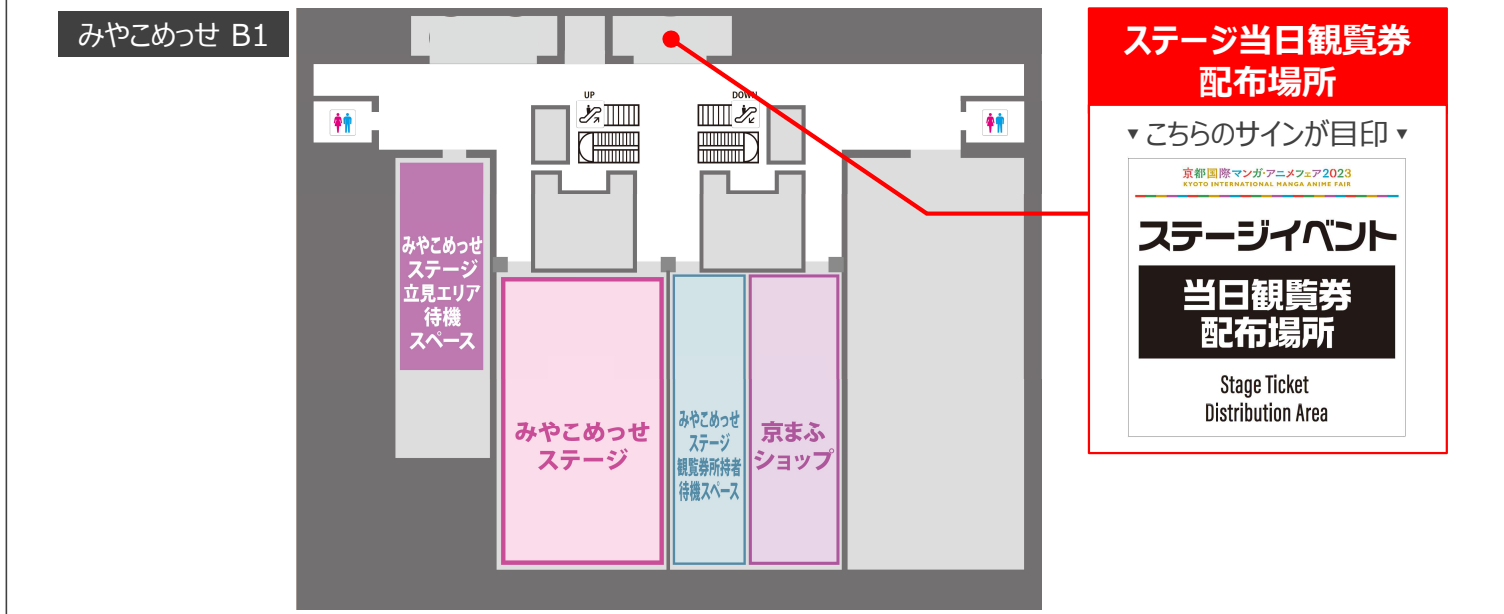 みやこめっせ B1
UP
DOWN
みやこめっせ
ステージ
立見エリア
待機
スペース
みやこめっせ
ステージ
みやこめっせ
ステージ
観覧券所持者
待機スペース
京まふ
ショップ
ステージ当日観覧券
配布場所
▼こちらのサインが目印▼
京都国際マンガ・アニメフェア2023
KYOTO INTERNATIONAL MANGA ANIME FAIR
ステージイベント
当日観覧券
配布場所
Stage Ticket
Distribution Area